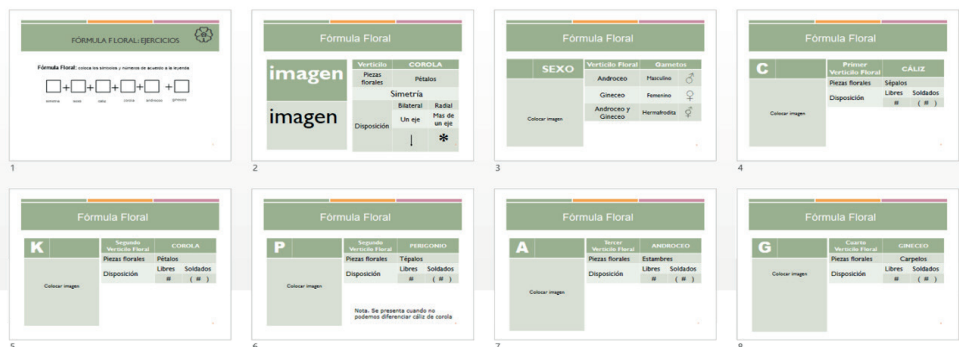 FÓRMULA FLORAL: EJERCICIOS
Fórmula Floral: coloca los símbolos y números de acuerdo a la leyenda
+ + + + +
simetría sexo cáliz corola androceo gineceo
1
Fórmula Floral
imagen
imagen
Verticilo COROLA
Piezas florales Pétalos
Simetría
Disposición
Bilateral Radial
Un eje Mas de un eje
↓ *
2
Fórmula Floral
SEXO
Colocar imagen
Verticilo Floral Gametos
Androceo Masculino ♂
Gineceo Femenino ♀
Androceo y Gineceo Hermafrodita ⚥
3
Fórmula Floral
C
Colocar imagen
Primer Verticilo Floral CÁLIZ
Piezas florales Sépalos
Disposición Libres Soldados
# ( # )
4
Fórmula Floral
K
Colocar imagen
Segundo Verticilo Floral COROLA
Piezas florales Pétalos
Disposición Libres Soldados
# ( # )
5
Fórmula Floral
P
Colocar imagen
Segundo Verticilo Floral PERIGONIO
Piezas florales Tépalos
Disposición Libres Soldados
# ( # )
Nota. Se presenta cuando no
podemos diferenciar cáliz de corola
6
Fórmula Floral
A
Colocar imagen
Tercer Verticilo Floral ANDROCEO
Piezas florales Estambres
Disposición Libres Soldados
# ( # )
7
Fórmula Floral
G
Colocar imagen
Cuarto Verticilo Floral GINECEO
Piezas florales Carpelos
Disposición Libres Soldados
# ( # )
8